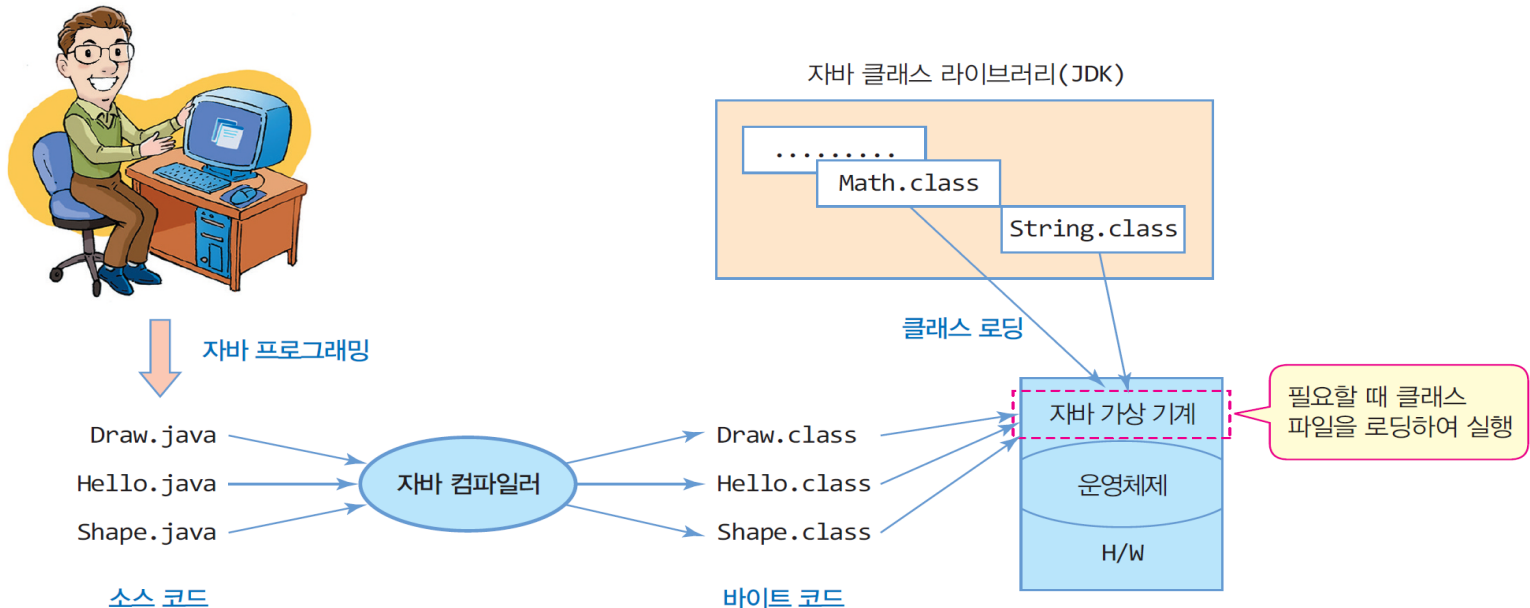 자바 클래스 라이브러리(JDK)
.........
Math.class
String.class
클래스 로딩
자바 프로그래밍
Draw.java
Hello.java
Shape.java
소스 코드
자바 컴파일러
Draw.class
Hello.class
Shape.class
바이트 코드
자바 가상 기계
운영체제
H/W
필요할 때 클래스
파일을 로딩하여 실행